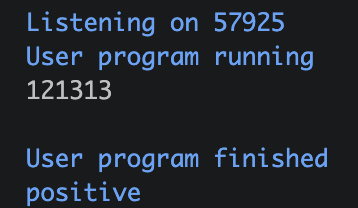 Listening on 57925
User program running
121313
User program finished
positive